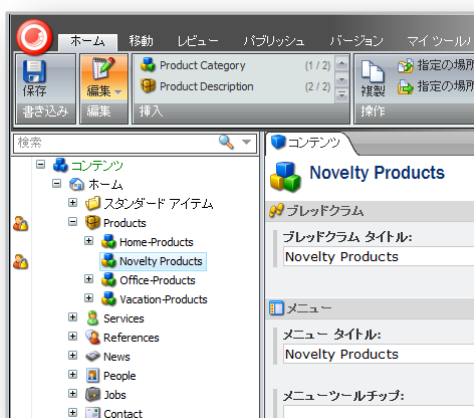 ホーム 移動 レビュー パブリッシュ バージョン マイ ツール
保存
書き込み
編集
編集
Product Category (1 / 2)
Product Description (2 / 2)
挿入
複製
指定の場所
指定の場所
操作
検索
コンテンツ
ホーム
スタンダード アイテム
Products
Home-Products
Novelty Products
Office-Products
Vacation-Products
Services
References
News
People
Jobs
Contact
コンテンツ
Novelty Products
ブレッドクラム
ブレッドクラム タイトル:
Novelty Products
メニュー
メニュー タイトル:
Novelty Products
メニューツールチップ: